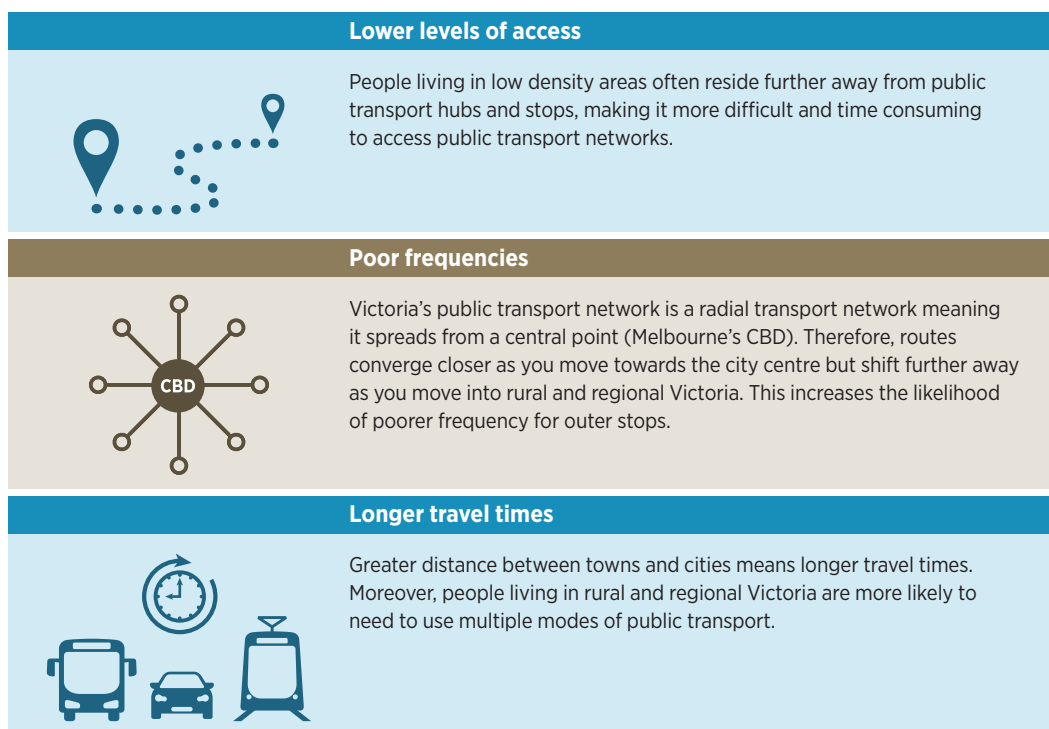 Lower levels of access
People living in low density areas often reside further away from public
transport hubs and stops, making it more difficult and time consuming
to access public transport networks.
Poor frequencies
CBD
Victoria’s public transport network is a radial transport network meaning
it spreads from a central point (Melbourne’s CBD). Therefore, routes
converge closer as you move towards the city centre but shift further away
as you move into rural and regional Victoria. This increases the likelihood
of poorer frequency for outer stops.
Longer travel times
Greater distance between towns and cities means longer travel times.
Moreover, people living in rural and regional Victoria are more likely to
need to use multiple modes of public transport.